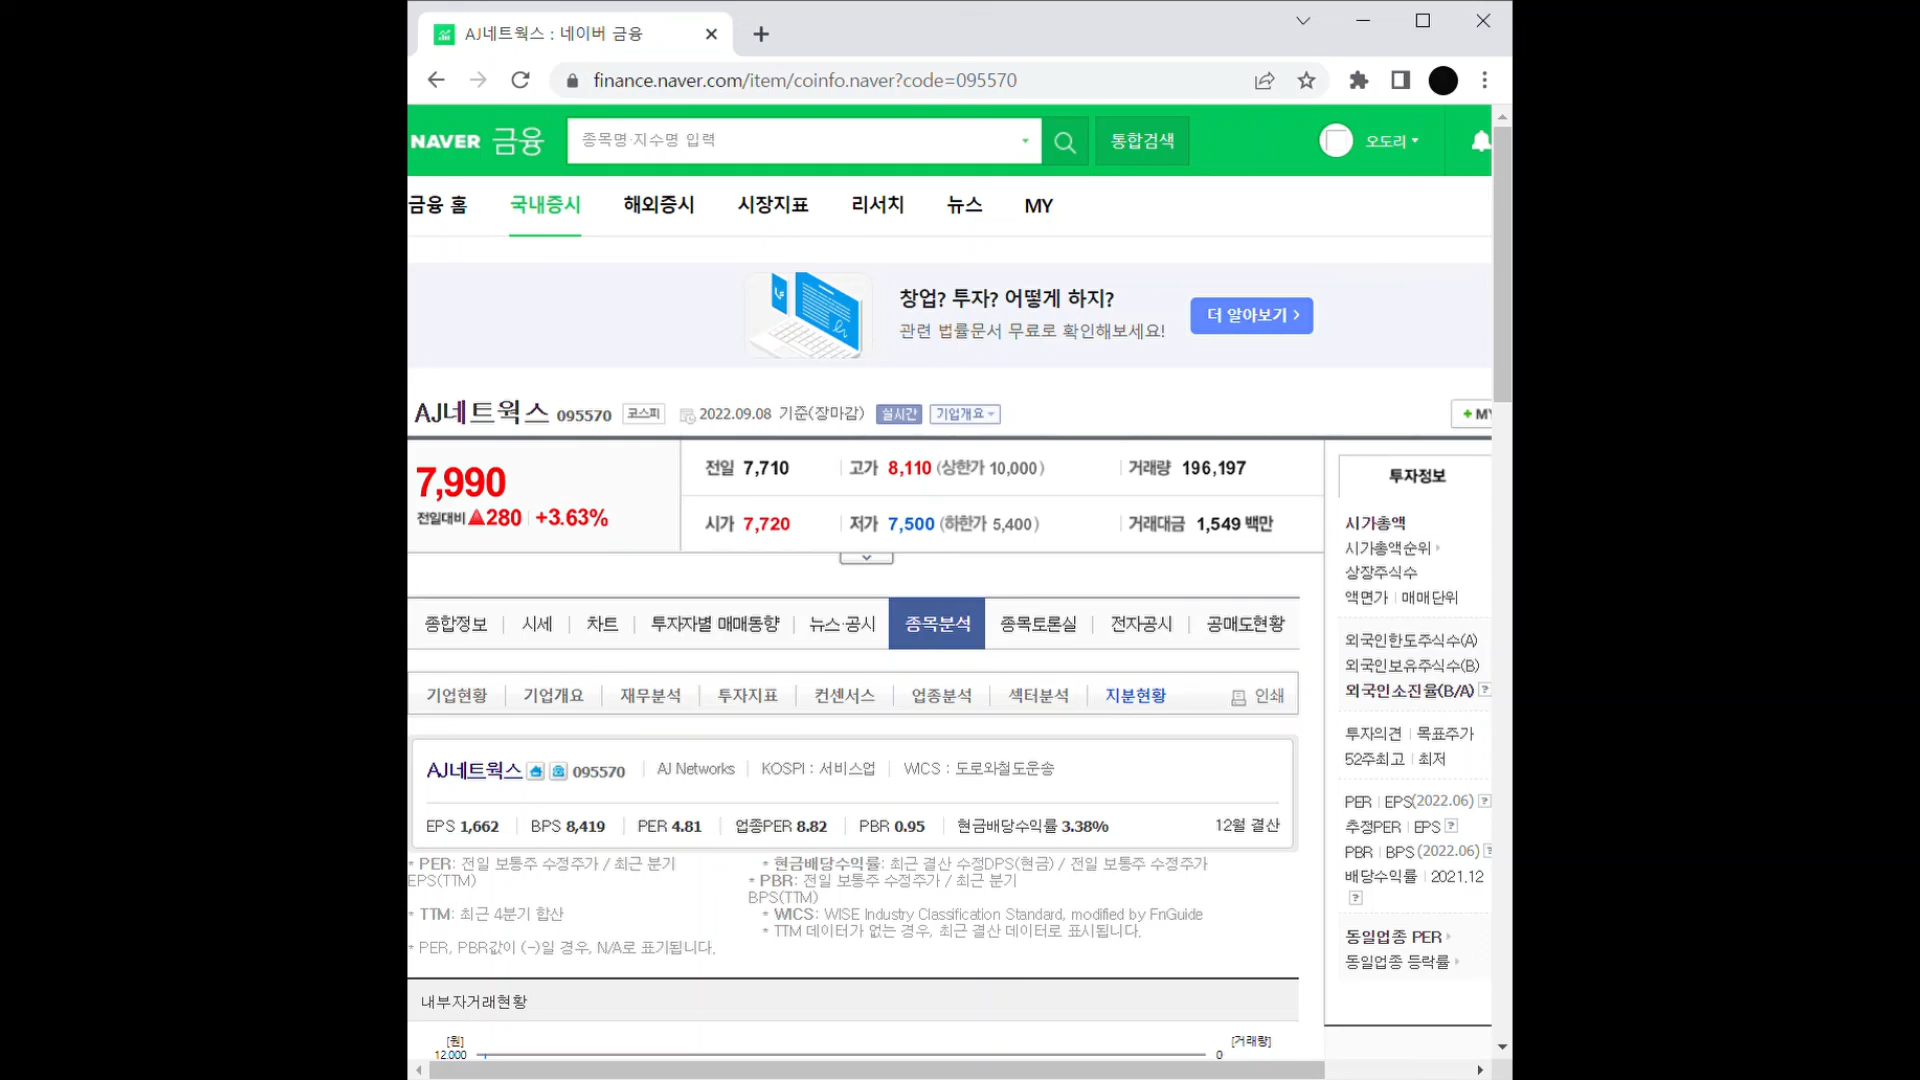 AJ네트웍스 : 네이버 금융
finance.naver.com/item/coinfo.naver?code=095570
NAVER 금융
종목명·지수명 입력
통합검색
오도리
금융 홈 국내증시 해외증시 시장지표 리서치 뉴스 MY
창업? 투자? 어떻게 하지?
관련 법률문서 무료로 확인해보세요!
더 알아보기
AJ네트웍스 095570 코스피 2022.09.08 기준(장마감) 실시간 기업개요
+ MY
7,990
전일대비 ▲280 +3.63%
전일 7,710 고가 8,110 (상한가 10,000) 거래량 196,197
시가 7,720 저가 7,500 (하한가 5,400) 거래대금 1,549 백만
종합정보 시세 차트 투자자별 매매동향 뉴스·공시 종목분석 종목토론실 전자공시 공매도현황
기업현황 기업개요 재무분석 투자지표 컨센서스 업종분석 섹터분석 지분현황 인쇄
AJ네트웍스 095570 AJ Networks KOSPI : 서비스업 WICS : 도로와철도운송
EPS 1,662 BPS 8,419 PER 4.81 업종PER 8.82 PBR 0.95 현금배당수익률 3.38% 12월 결산
* PER: 전일 보통주 수정주가 / 최근 분기
EPS(TTM)
* TTM: 최근 4분기 합산
* PER, PBR값이 (-)일 경우, N/A로 표기됩니다.
* 현금배당수익률: 최근 결산 수정DPS(현금) / 전일 보통주 수정주가
* PBR: 전일 보통주 수정주가 / 최근 분기
BPS(TTM)
* WICS: WISE Industry Classification Standard, modified by FnGuide
* TTM 데이터가 없는 경우, 최근 결산 데이터로 표시됩니다.
내부자거래현황
[원] [거래량]
12,000 0
투자정보
시가총액
시가총액순위
상장주식수
액면가 매매단위
외국인한도주식수(A)
외국인보유주식수(B)
외국인소진율(B/A) ?
투자의견 목표주가
52주최고 최저
PER EPS(2022.06) ?
추정PER EPS ?
PBR BPS (2022.06) ?
배당수익률 2021.12
?
동일업종 PER
동일업종 등락률